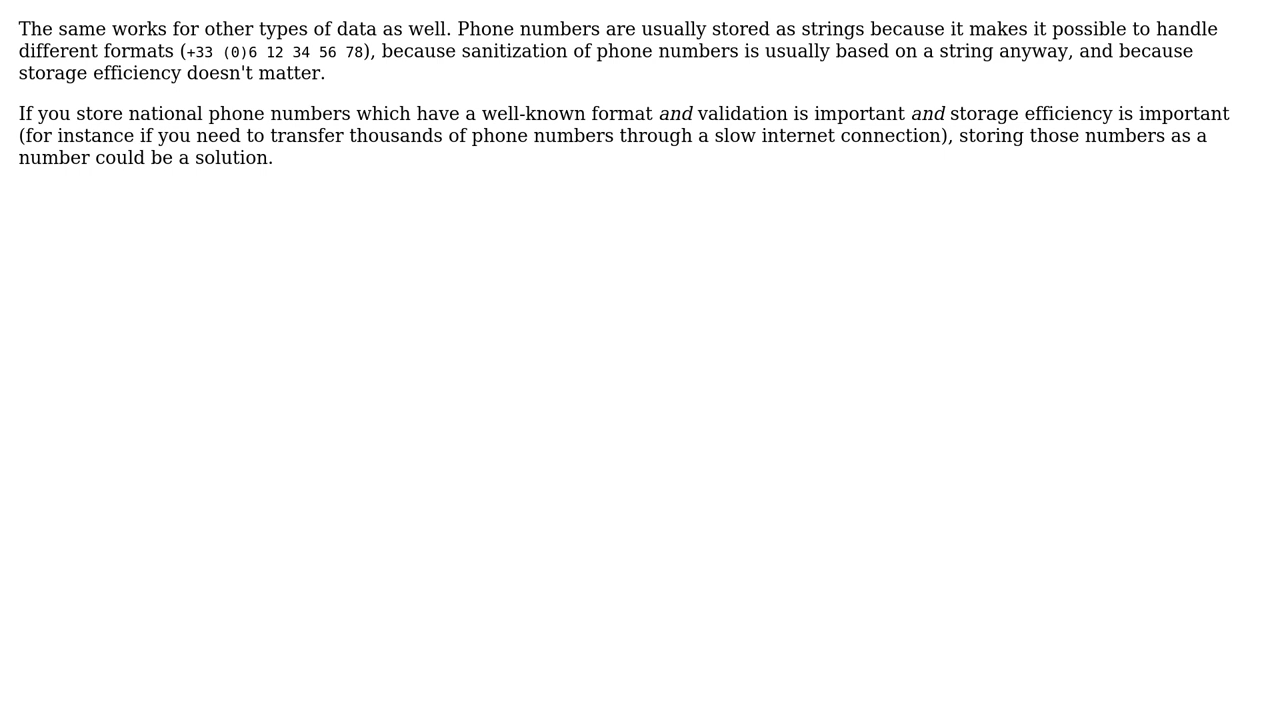 The same works for other types of data as well. Phone numbers are usually stored as strings because it makes it possible to handle
different formats (+33 (0)6 12 34 56 78), because sanitization of phone numbers is usually based on a string anyway, and because
storage efficiency doesn't matter.
If you store national phone numbers which have a well-known format and validation is important and storage efficiency is important
(for instance if you need to transfer thousands of phone numbers through a slow internet connection), storing those numbers as a
number could be a solution.